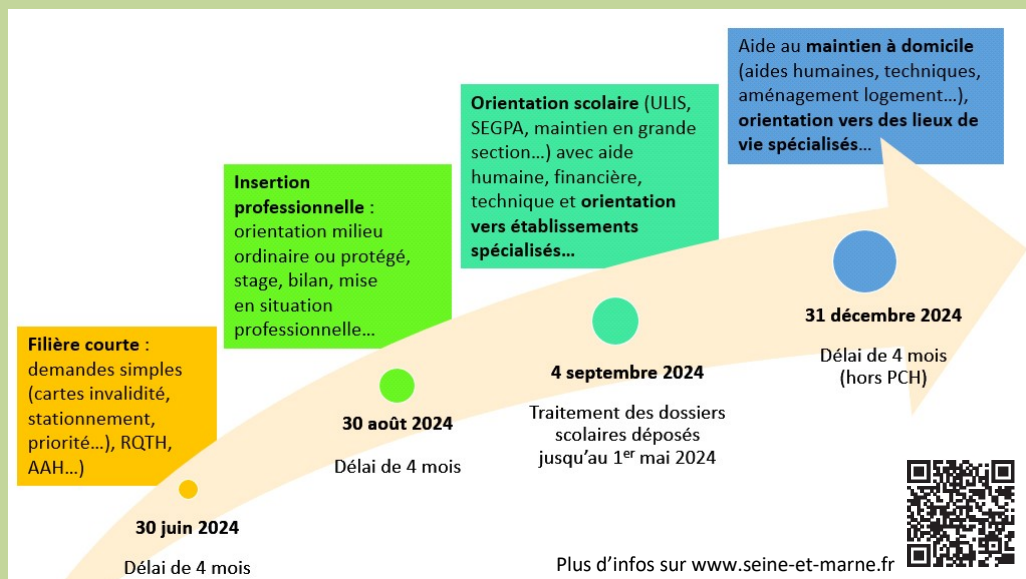 Filière courte :
demandes simples
(cartes invalidité,
stationnement,
priorité...), RQTH,
AAH...)
30 juin 2024
Délai de 4 mois
Insertion
professionnelle :
orientation milieu
ordinaire ou protégé,
stage, bilan, mise
en situation
professionnelle...
30 août 2024
Délai de 4 mois
Orientation scolaire (ULIS,
SEGPA, maintien en grande
section...) avec aide
humaine, financière,
technique et orientation
vers établissements
spécialisés...
4 septembre 2024
Traitement des dossiers
scolaires déposés
jusqu'au 1er mai 2024
Aide au maintien à domicile
(aides humaines, techniques,
aménagement logement...),
orientation vers des lieux de
vie spécialisés...
31 décembre 2024
Délai de 4 mois
(hors PCH)
Plus d'infos sur www.seine-et-marne.fr